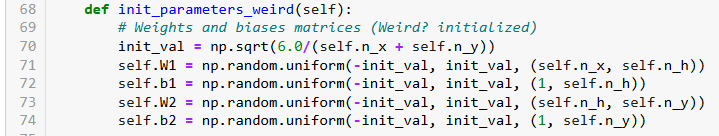 68 def init_parameters_weird(self):
69 # Weights and biases matrices (Weird? initialized)
70 init_val = np.sqrt(6.0/(self.n_x + self.n_y))
71 self.W1 = np.random.uniform(-init_val, init_val, (self.n_x, self.n_h))
72 self.b1 = np.random.uniform(-init_val, init_val, (1, self.n_h))
73 self.W2 = np.random.uniform(-init_val, init_val, (self.n_h, self.n_y))
74 self.b2 = np.random.uniform(-init_val, init_val, (1, self.n_y))